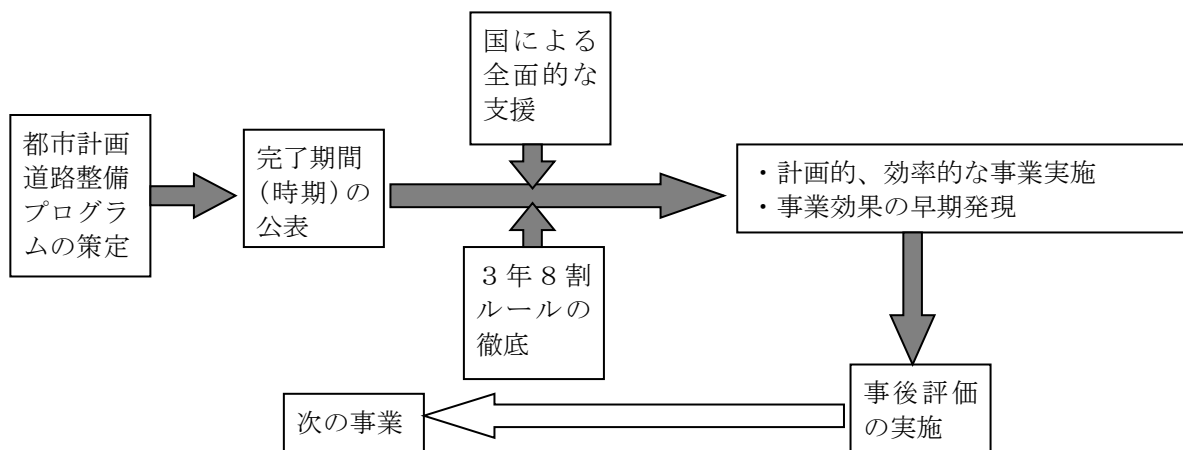 国による
全面的な
支援
都市計画
道路整備
プログラ
ムの策定
完了期間
（時期）の
公表
・計画的、効率的な事業実施
・事業効果の早期発現
３年８割
ルールの
徹底
事後評価
の実施
次の事業